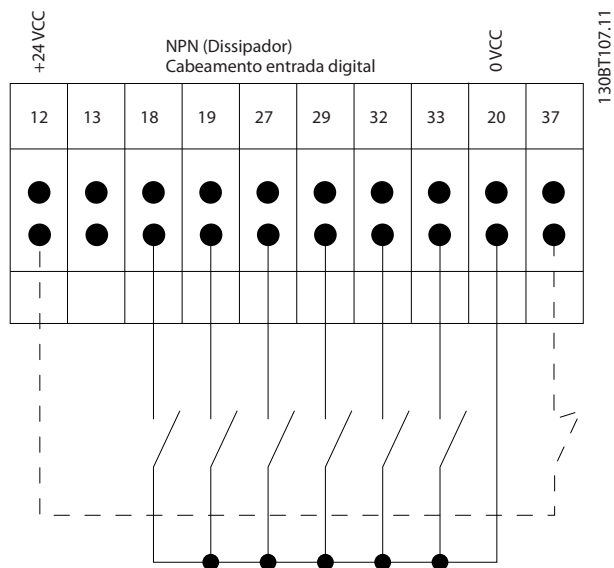 +24 VCC
NPN (Dissipador)
Cabeamento entrada digital
0 VCC
130BT107.11
12 13 18 19 27 29 32 33 20 37